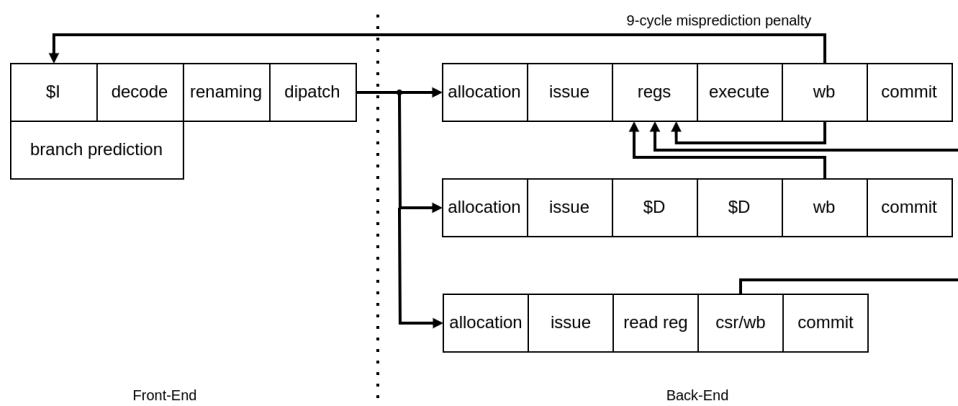 9-cycle misprediction penalty
$I decode renaming dipatch allocation issue regs execute wb commit
branch prediction
allocation issue $D $D wb commit
allocation issue read reg csr/wb commit
Front-End Back-End